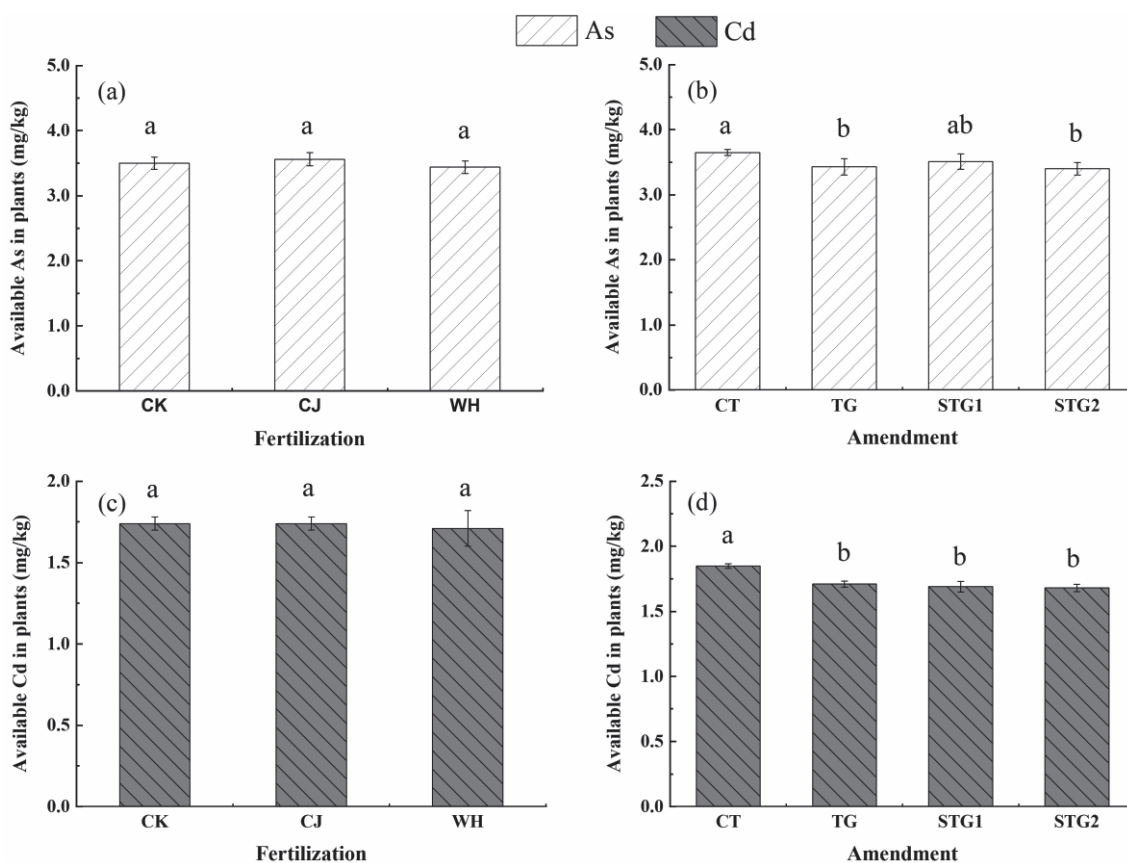 As Cd
(a)
a a a
Available As in plants (mg/kg)
5.0
4.0
3.0
2.0
1.0
0.0
CK CJ WH
Fertilization
(b)
a b ab b
Available As in plants (mg/kg)
5.0
4.0
3.0
2.0
1.0
0.0
CT TG STG1 STG2
Amendment
(c)
a a a
Available Cd in plants (mg/kg)
2.0
1.5
1.0
0.5
0.0
CK CJ WH
Fertilization
(d)
a b b b
Available Cd in plants (mg/kg)
2.5
2.0
1.5
1.0
0.5
0.0
CT TG STG1 STG2
Amendment